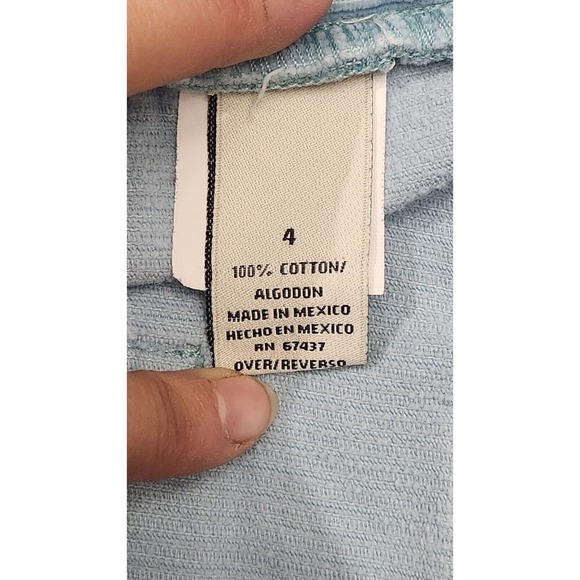 4
100% COTTON/
ALGODON
MADE IN MEXICO
HECHO EN MEXICO
RN 67437
OVER/REVERSO